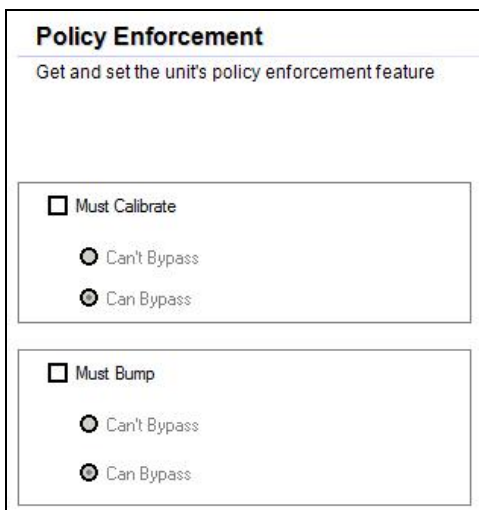 Policy Enforcement
Get and set the unit's policy enforcement feature
Must Calibrate
Can't Bypass
Can Bypass
Must Bump
Can't Bypass
Can Bypass